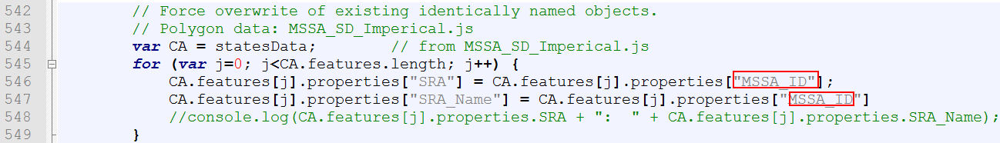 542 // Force overwrite of existing identically named objects.
543 // Polygon data: MSSA_SD_Imperical.js
544 var CA = statesData; // from MSSA_SD_Imperical.js
545 for (var j=0; j<CA.features.length; j++) {
546 CA.features[j].properties["SRA"] = CA.features[j].properties["MSSA_ID"];
547 CA.features[j].properties["SRA_Name"] = CA.features[j].properties["MSSA_ID"]
548 //console.log(CA.features[j].properties.SRA + ":  " + CA.features[j].properties.SRA_Name);
549 }